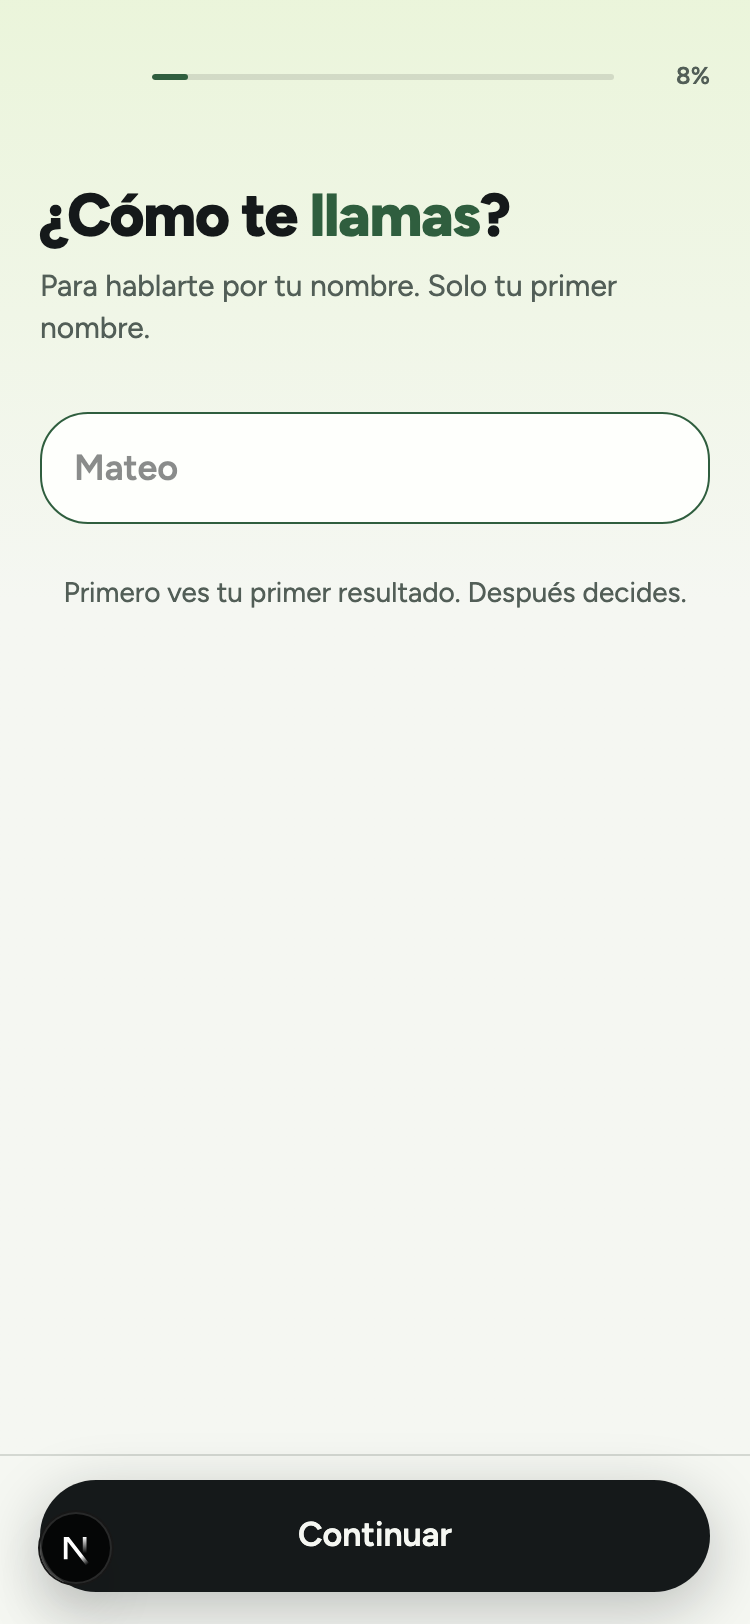 8%
¿Cómo te llamas?
Para hablarte por tu nombre. Solo tu primer
nombre.
Mateo
Primero ves tu primer resultado. Después decides.
Continuar
N